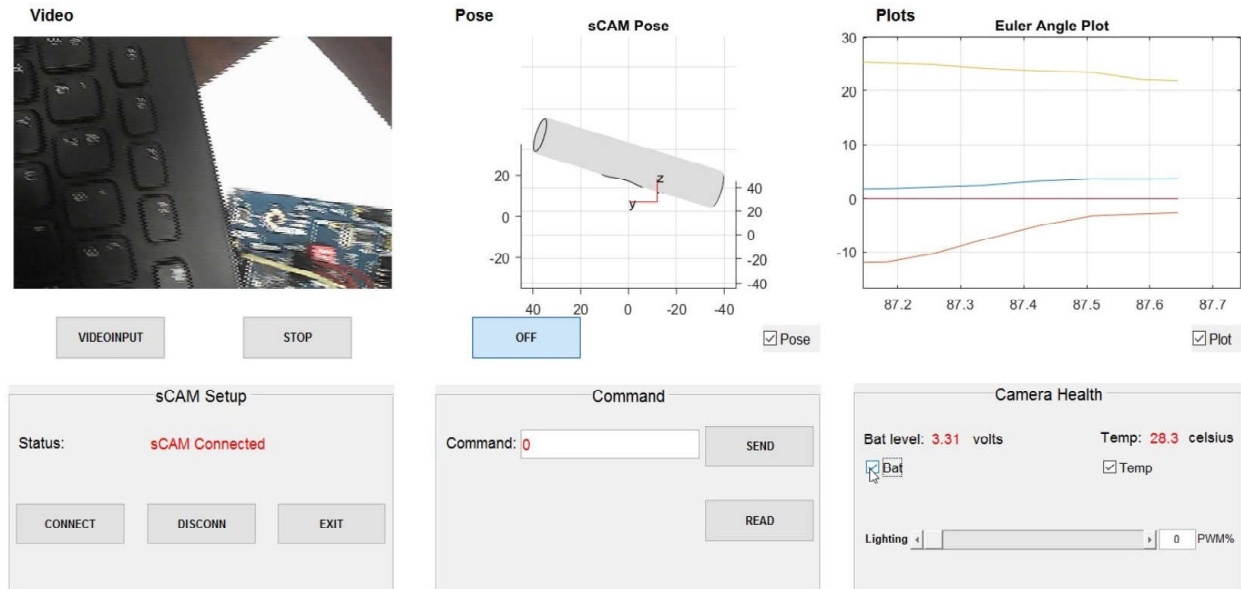 Video
Pose
Plots
sCAM Pose
Euler Angle Plot
20
0
-20
40
20
0
-20
-40
40
20
0
-20
-40
z
y
30
20
10
0
-10
87.2
87.3
87.4
87.5
87.6
87.7
VIDEOINPUT
STOP
OFF
Pose
Plot
sCAM Setup
Status: sCAM Connected
CONNECT
DISCONN
EXIT
Command
Command: 0
SEND
READ
Camera Health
Bat level: 3.31 volts
Temp: 28.3 celsius
Bat
Temp
Lighting
0
PWM%